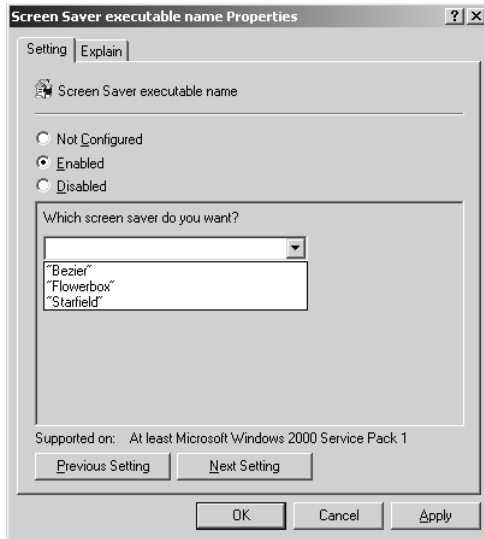 Screen Saver executable name Properties
Setting Explain
Screen Saver executable name
Not Configured
Enabled
Disabled
Which screen saver do you want?
"Bezier"
"Flowerbox"
"Starfield"
Supported on: At least Microsoft Windows 2000 Service Pack 1
Previous Setting Next Setting
OK Cancel Apply